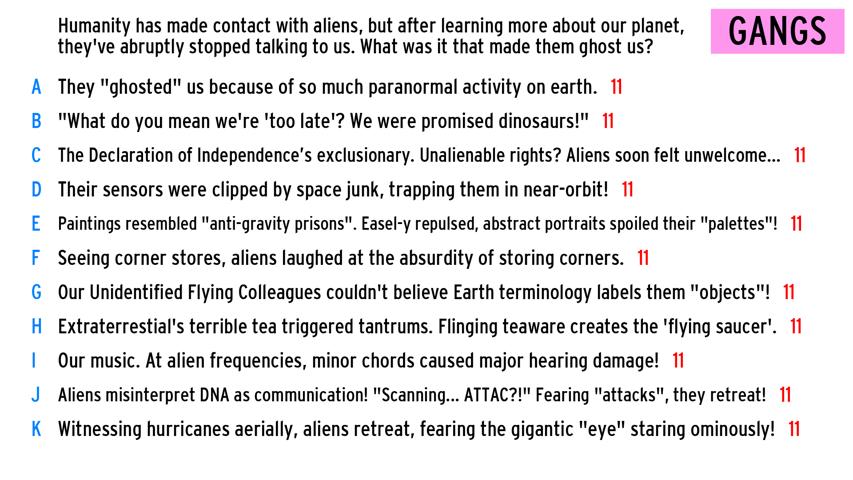 Humanity has made contact with aliens, but after learning more about our planet,
they've abruptly stopped talking to us. What was it that made them ghost us?
GANGS
A They "ghosted" us because of so much paranormal activity on earth. 11
B "What do you mean we're 'too late'? We were promised dinosaurs!" 11
C The Declaration of Independence's exclusionary. Unalienable rights? Aliens soon felt unwelcome... 11
D Their sensors were clipped by space junk, trapping them in near-orbit! 11
E Paintings resembled "anti-gravity prisons". Easel-y repulsed, abstract portraits spoiled their "palettes"! 11
F Seeing corner stores, aliens laughed at the absurdity of storing corners. 11
G Our Unidentified Flying Colleagues couldn't believe Earth terminology labels them "objects"! 11
H Extraterrestial's terrible tea triggered tantrums. Flinging teaware creates the 'flying saucer'. 11
I Our music. At alien frequencies, minor chords caused major hearing damage! 11
J Aliens misinterpret DNA as communication! "Scanning... ATTAC?!" Fearing "attacks", they retreat! 11
K Witnessing hurricanes aerially, aliens retreat, fearing the gigantic "eye" staring ominously! 11